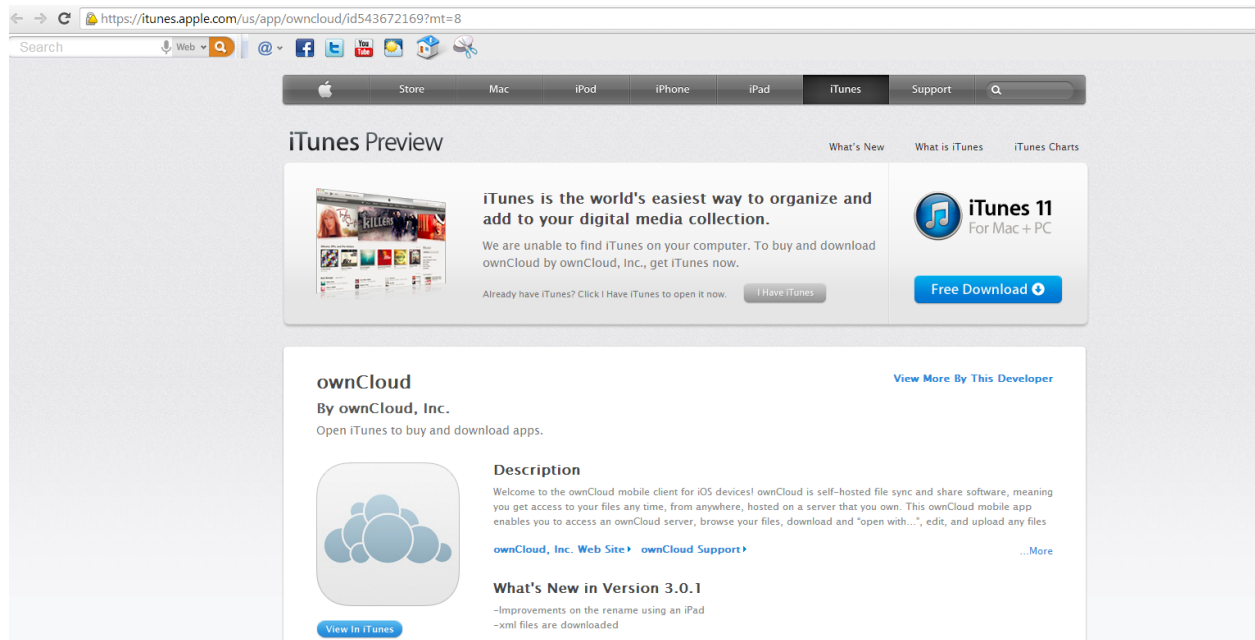 https://itunes.apple.com/us/app/owncloud/id543672169?mt=8
Search Web @ f You Tube
Store Mac iPod iPhone iPad iTunes Support
iTunes Preview
What's New What is iTunes iTunes Charts
KILLERS
iTunes is the world's easiest way to organize and
add to your digital media collection.
We are unable to find iTunes on your computer. To buy and download
ownCloud by ownCloud, Inc., get iTunes now.
Already have iTunes? Click I Have iTunes to open it now. I Have iTunes
iTunes 11
For Mac + PC
Free Download
ownCloud
View More By This Developer
By ownCloud, Inc.
Open iTunes to buy and download apps.
View In iTunes
Description
Welcome to the ownCloud mobile client for iOS devices! ownCloud is self-hosted file sync and share software, meaning
you get access to your files any time, from anywhere, hosted on a server that you own. This ownCloud mobile app
enables you to access an ownCloud server, browse your files, download and "open with...", edit, and upload any files
ownCloud, Inc. Web Site ownCloud Support ...More
What's New in Version 3.0.1
-Improvements on the rename using an iPad
-xml files are downloaded